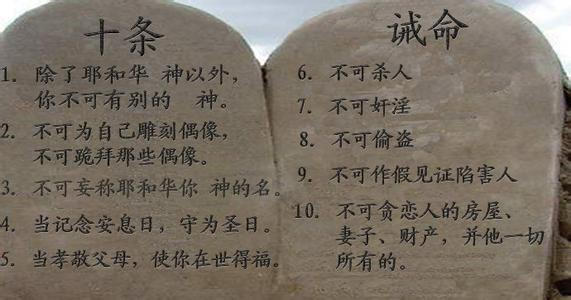 十条
1. 除了耶和华 神以外，
你不可有别的 神。
2. 不可为自己雕刻偶像，
不可跪拜那些偶像。
3. 不可妄称耶和华你 神的名。
4. 当记念安息日，守为圣日。
5. 当孝敬父母，使你在世得福。
诫命
6. 不可杀人
7. 不可奸淫
8. 不可偷盗
9. 不可作假见证陷害人
10. 不可贪恋人的房屋、
妻子、财产，并他一切
所有的。